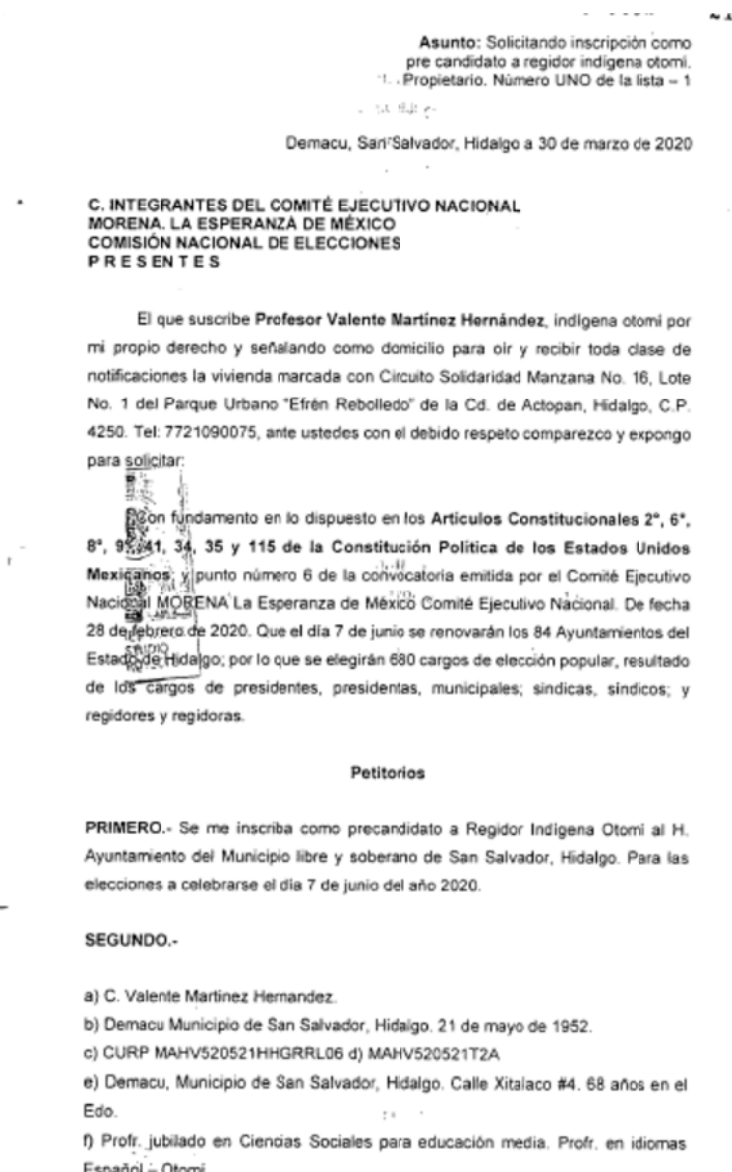 Asunto: Solicitando inscripción como
pre candidato a regidor indígena otomí.
Propietario. Número UNO de la lista – 1
Demacu, San Salvador, Hidalgo a 30 de marzo de 2020
C. INTEGRANTES DEL COMITÉ EJECUTIVO NACIONAL
MORENA. LA ESPERANZA DE MÉXICO
COMISIÓN NACIONAL DE ELECCIONES
P R E S E N T E S
El que suscribe Profesor Valente Martínez Hernández, indígena otomí por
mi propio derecho y señalando como domicilio para oír y recibir toda clase de
notificaciones la vivienda marcada con Circuito Solidaridad Manzana No. 16, Lote
No. 1 del Parque Urbano "Efrén Rebolledo" de la Cd. de Actopan, Hidalgo, C.P.
4250. Tel: 7721090075, ante ustedes con el debido respeto comparezco y expongo
para solicitar:
Con fundamento en lo dispuesto en los Artículos Constitucionales 2°, 6°,
8°, 9°, 41, 34, 35 y 115 de la Constitución Política de los Estados Unidos
Mexicanos; y punto número 6 de la convocatoria emitida por el Comité Ejecutivo
Nacional MORENA La Esperanza de México Comité Ejecutivo Nacional. De fecha
28 de febrero de 2020. Que el día 7 de junio se renovarán los 84 Ayuntamientos del
Estado de Hidalgo; por lo que se elegirán 680 cargos de elección popular, resultado
de los cargos de presidentes, presidentas, municipales; sindicas, síndicos; y
regidores y regidoras.
Petitorios
PRIMERO.- Se me inscriba como precandidato a Regidor Indígena Otomí al H.
Ayuntamiento del Municipio libre y soberano de San Salvador, Hidalgo. Para las
elecciones a celebrarse el día 7 de junio del año 2020.
SEGUNDO.-
a) C. Valente Martinez Hernandez.
b) Demacu Municipio de San Salvador, Hidalgo. 21 de mayo de 1952.
c) CURP MAHV520521HHGRRL06 d) MAHV520521T2A
e) Demacu, Municipio de San Salvador, Hidalgo. Calle Xitalaco #4. 68 años en el
Edo.
f) Profr. jubilado en Ciencias Sociales para educación media. Profr. en idiomas
Español – Otomí